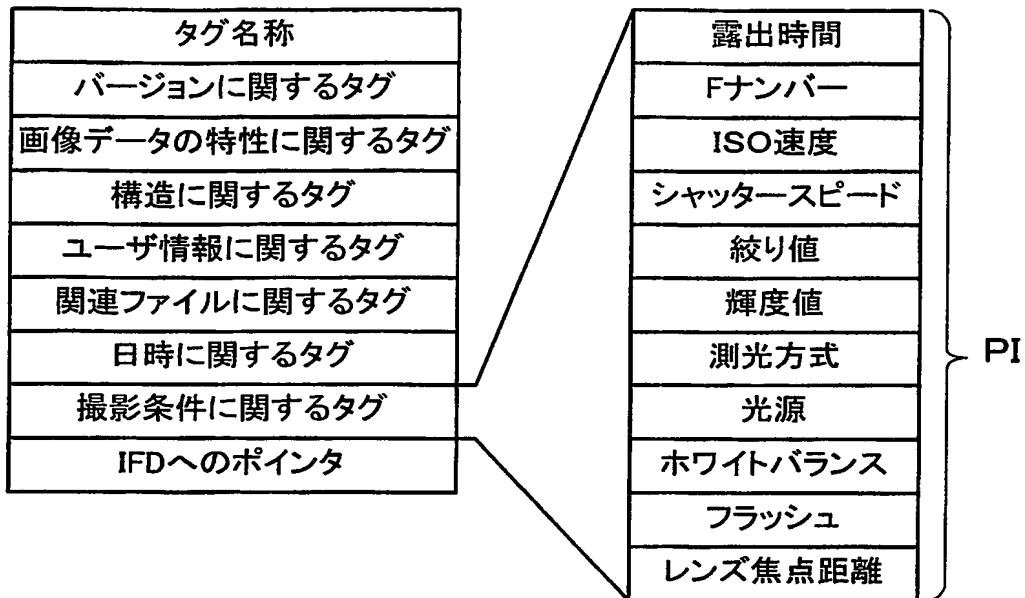 タグ名称
バージョンに関するタグ
画像データの特性に関するタグ
構造に関するタグ
ユーザ情報に関するタグ
関連ファイルに関するタグ
日時に関するタグ
撮影条件に関するタグ
IFDへのポインタ
露出時間
Fナンバー
ISO速度
シャッタースピード
絞り値
輝度値
測光方式
光源
ホワイトバランス
フラッシュ
レンズ焦点距離
PI